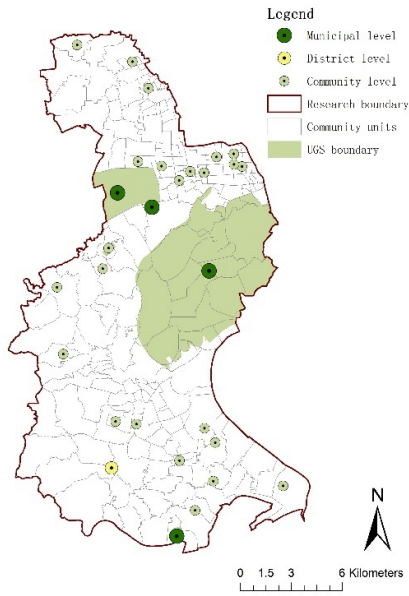 Legend
Municipal level
District level
Community level
Research boundary
Community units
UGS boundary
N
0 1.5 3 6 Kilometers